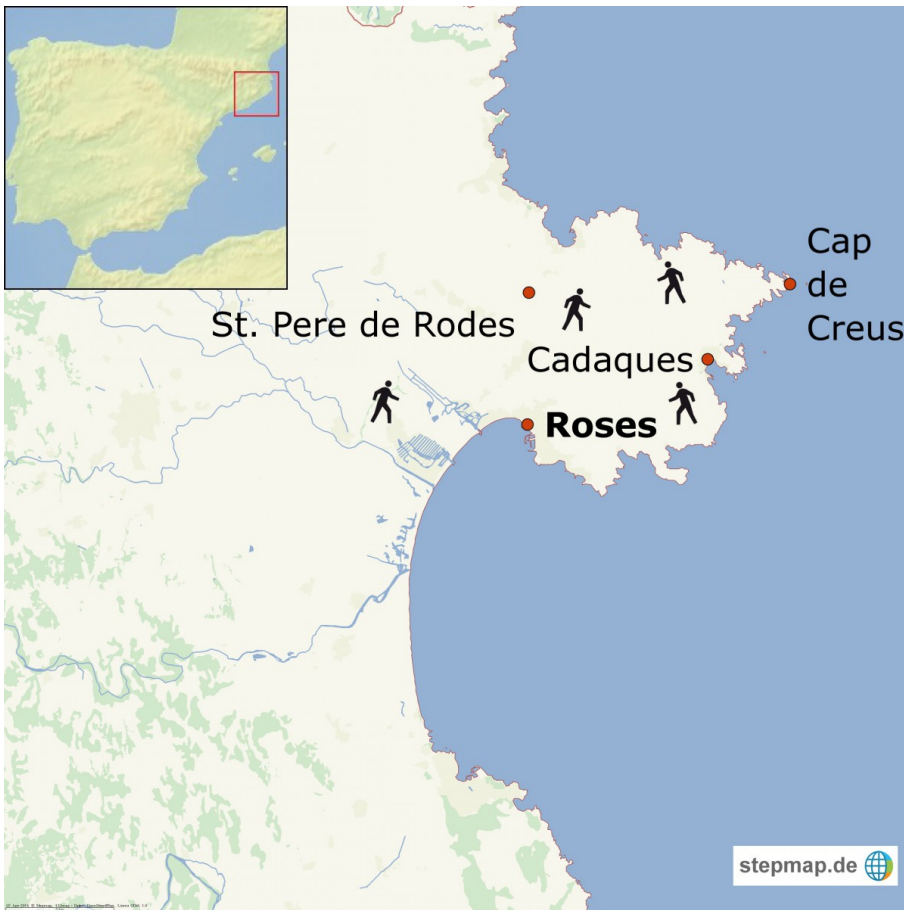 Cap
de
Creus
St. Pere de Rodes
Cadaques
Roses
stepmap.de